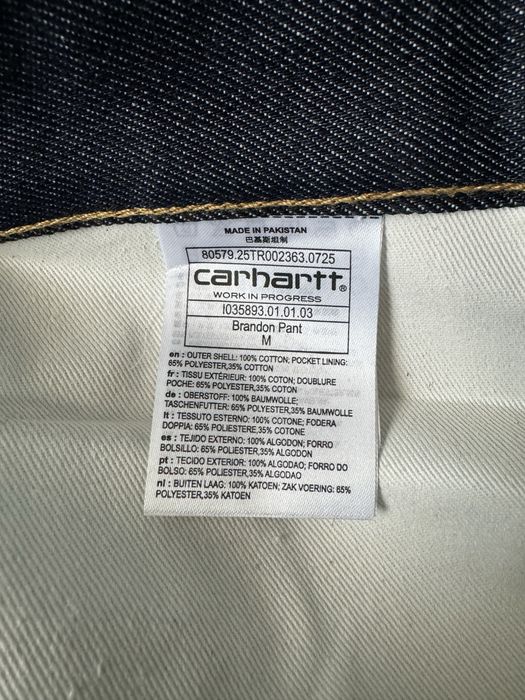 MADE IN PAKISTAN
巴基斯坦制
80579.25TR002363.0725
carhartt®
WORK IN PROGRESS
I035893.01.01.03
Brandon Pant
M
en : OUTER SHELL: 100% COTTON; POCKET LINING:
65% POLYESTER,35% COTTON
fr : TISSU EXTÉRIEUR: 100% COTON; DOUBLURE
POCHE: 65% POLYESTER,35% COTON
de : OBERSTOFF: 100% BAUMWOLLE;
TASCHENFUTTER: 65% POLYESTER,35% BAUMWOLLE
it : TESSUTO ESTERNO: 100% COTONE; FODERA
DOPPIA: 65% POLIESTERE,35% COTONE
es : TEJIDO EXTERNO: 100% ALGODON; FORRO
BOLSILLO: 65% POLIESTER,35% ALGODON
pt : TECIDO EXTERIOR: 100% ALGODAO; FORRO DO
BOLSO: 65% POLIESTER,35% ALGODAO
nl : BUITEN LAAG: 100% KATOEN; ZAK VOERING: 65%
POLYESTER,35% KATOEN